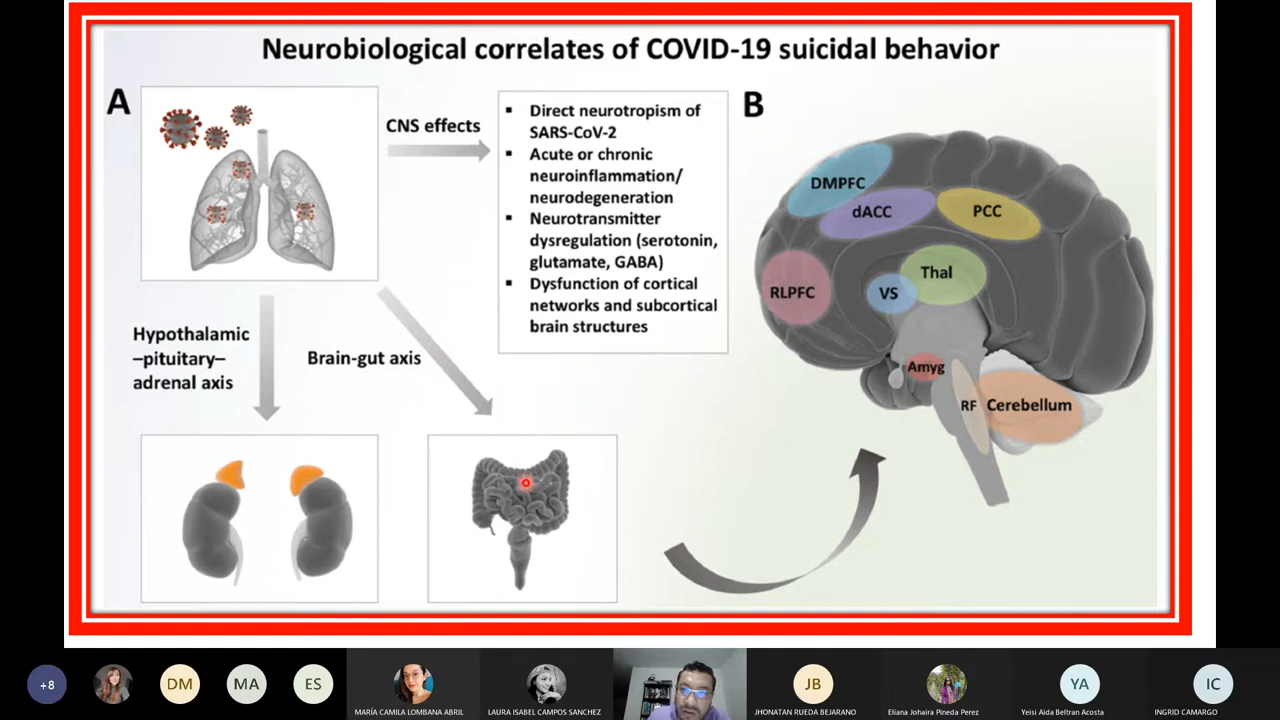 Neurobiological correlates of COVID-19 suicidal behavior
A
CNS effects
Direct neurotropism of
SARS-CoV-2
Acute or chronic
neuroinflammation/
neurodegeneration
Neurotransmitter
dysregulation (serotonin,
glutamate, GABA)
Dysfunction of cortical
networks and subcortical
brain structures
Hypothalamic
–pituitary–
adrenal axis
Brain-gut axis
B
DMPFC
dACC
PCC
RLPFC
VS
Thal
Amyg
RF
Cerebellum
+8
DM
MA
ES
MARÍA CAMILA LOMBANA ABRIL
LAURA ISABEL CAMPOS SANCHEZ
JB
JHONATAN RUEDA BEJARANO
Eliana Johaira Pineda Perez
YA
Yeisi Aida Beltran Acosta
IC
INGRID CAMARGO